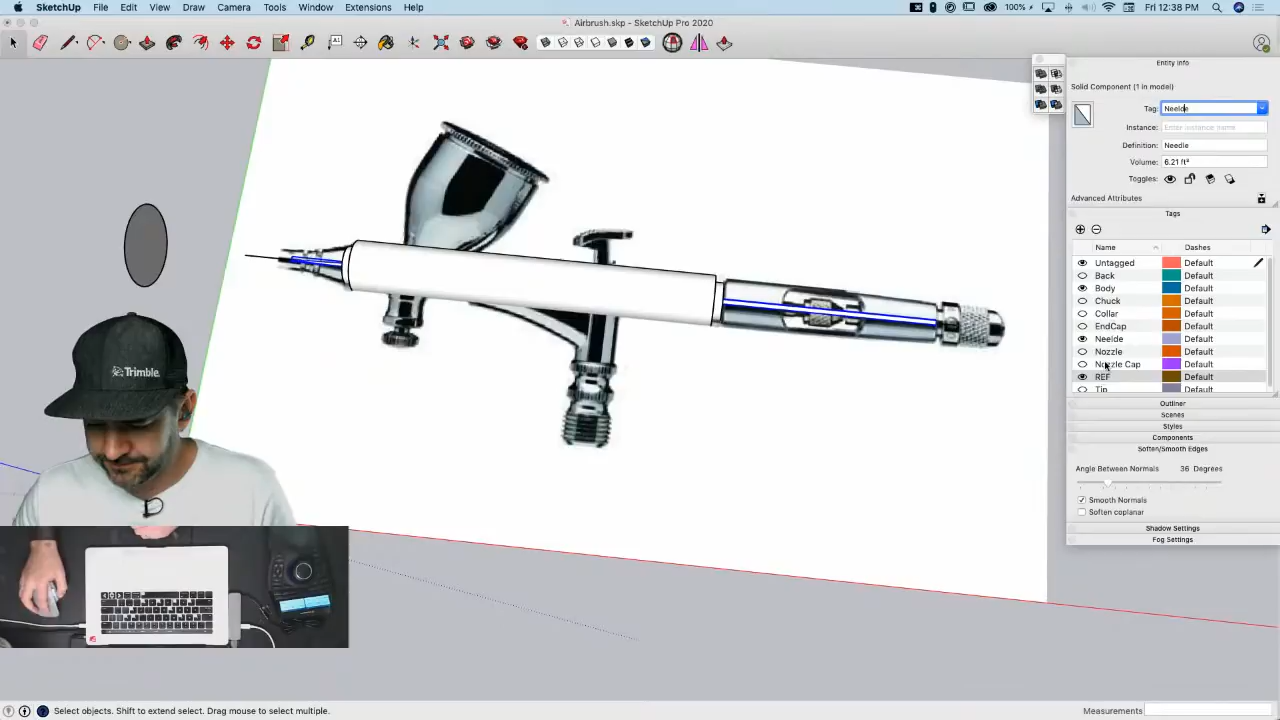 SketchUp File Edit View Draw Camera Tools Window Extensions Help 100% Fri 12:38 PM
Airbrush.skp - SketchUp Pro 2020
Entity Info
Solid Component (1 in model)
Tag: Neelde
Instance: Enter instance name
Definition: Needle
Volume: 6.21 ft³
Toggles:
Advanced Attributes
Tags
Name Dashes
Untagged Default
Back Default
Body Default
Chuck Default
Collar Default
EndCap Default
Neelde Default
Nozzle Default
Nozzle Cap Default
REF Default
Tip Default
Outliner
Scenes
Styles
Components
Soften/Smooth Edges
Angle Between Normals 36 Degrees
Smooth Normals
Soften coplanar
Shadow Settings
Fog Settings
Trimble.
Select objects. Shift to extend select. Drag mouse to select multiple. Measurements